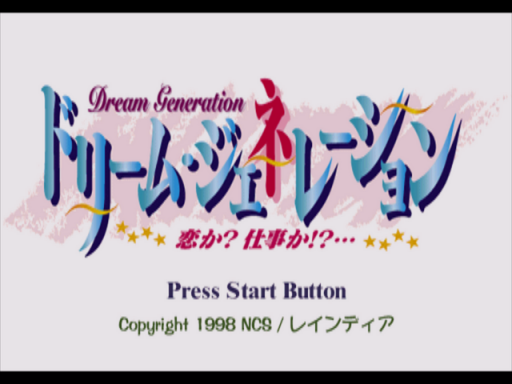 Dream Generation
ドリーム・ジェネレーション
恋か? 仕事か!?…
Press Start Button
Copyright 1998 NCS / レインディア